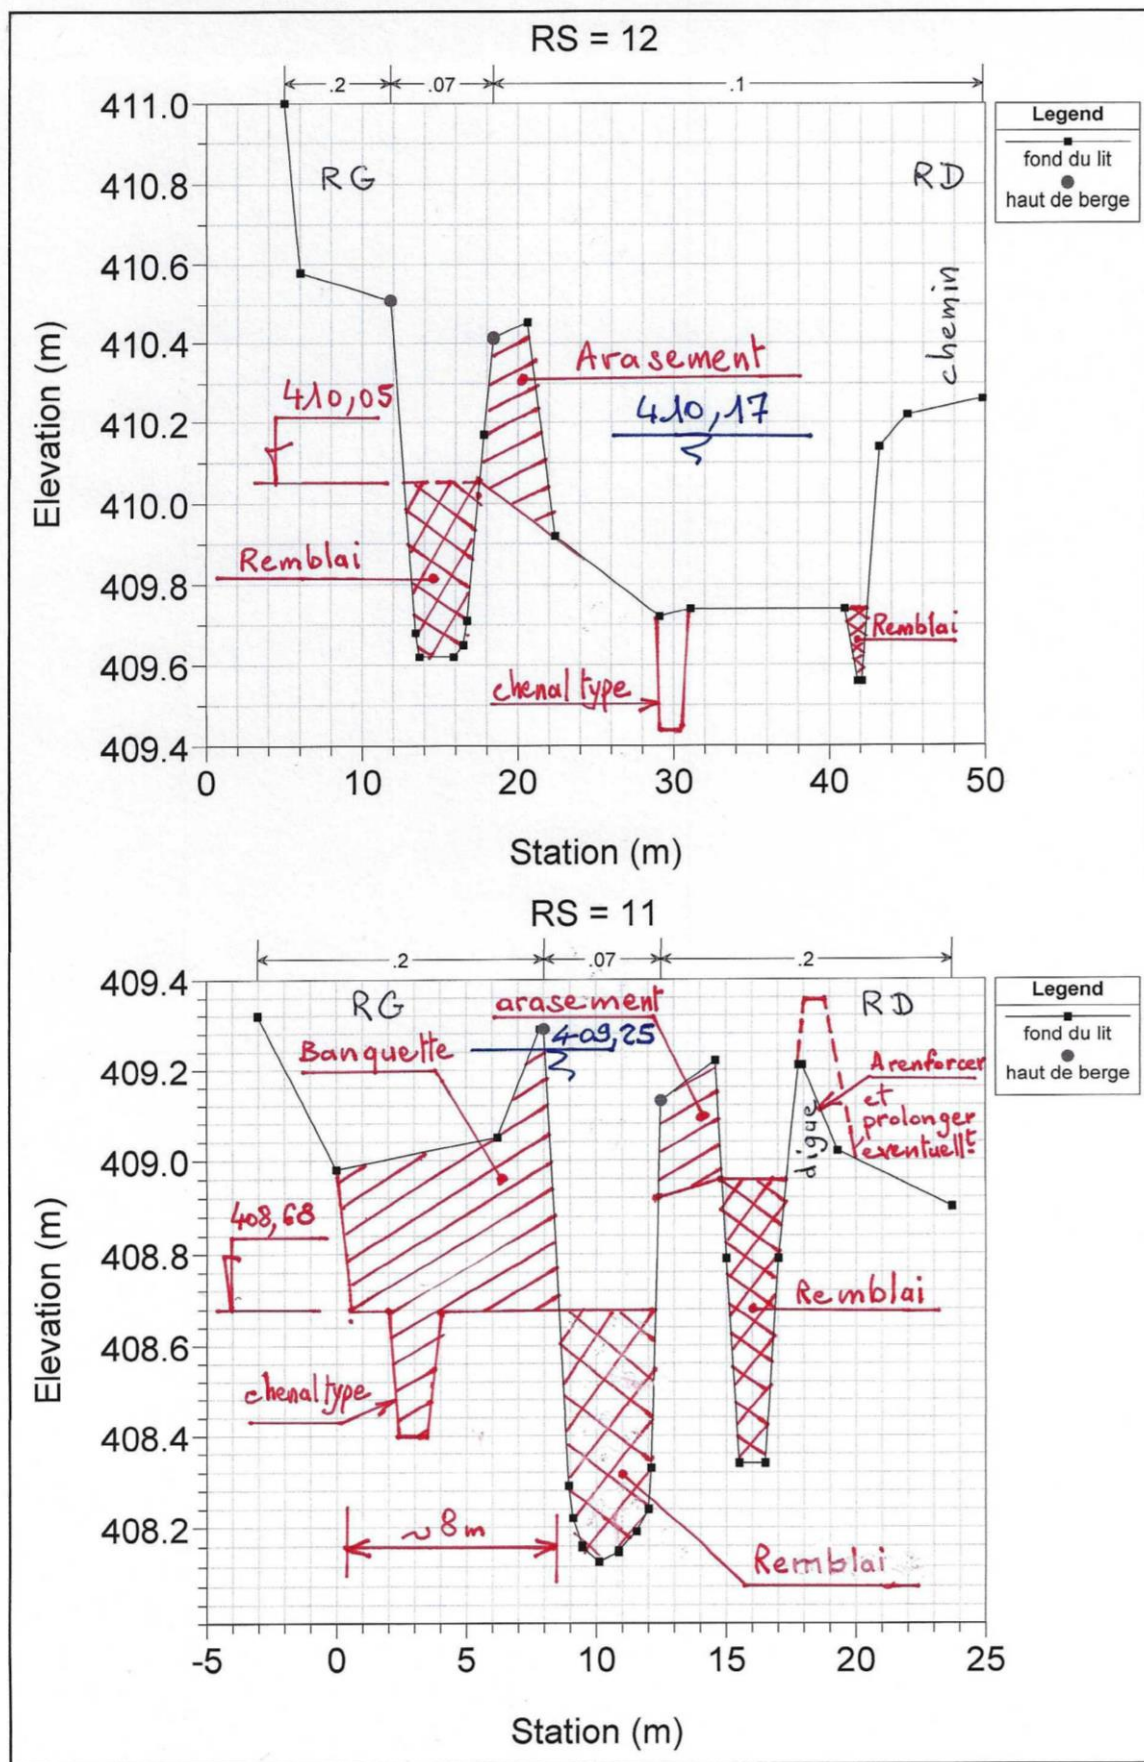 RS = 12
.2
.07
.1
411.0
410.8
410.6
410.4
410.2
410.0
409.8
409.6
409.4
Elevation (m)
RG
RD
Legend
fond du lit
haut de berge
chemin
Arasement
410,05
410,17
Remblai
Remblai
chenal type
0
10
20
30
40
50
Station (m)
RS = 11
.2
.07
.2
409.4
409.2
409.0
408.8
408.6
408.4
408.2
Elevation (m)
RG
arasement
RD
Legend
fond du lit
haut de berge
Banquette
409,25
A renforcer
et
prolonger
eventuellt
digue
408,68
Remblai
chenal type
~8m
Remblai
-5
0
5
10
15
20
25
Station (m)